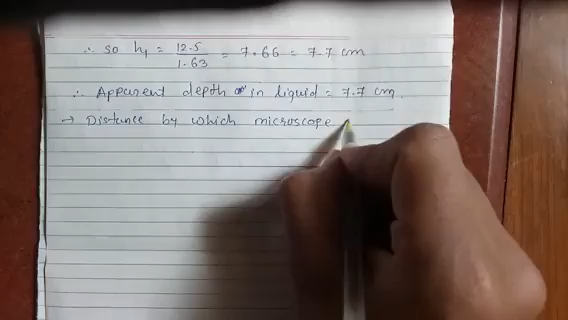 ∴ so h₁ = 12.5/1.63 = 7.66 = 7.7 cm
∴ Apparent depth in liquid = 7.7 cm.
→ Distance by which microscope